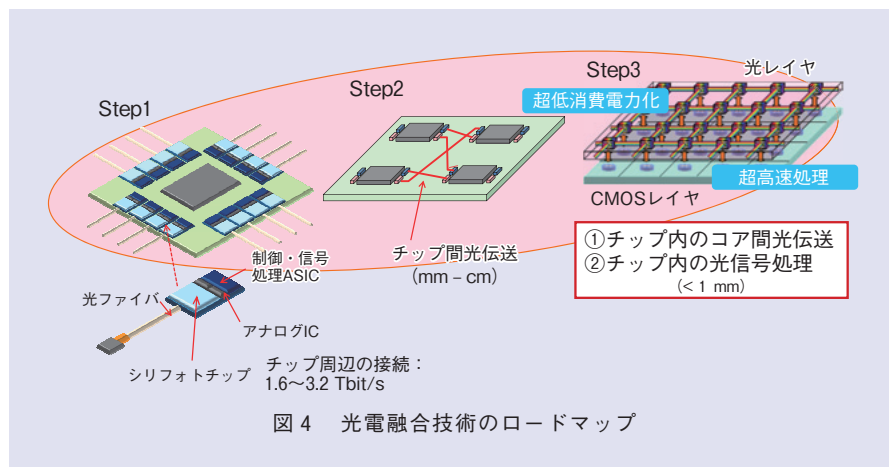 Step1
Step2
Step3
光レイヤ
超低消費電力化
超高速処理
CMOSレイヤ
チップ間光伝送
(mm – cm)
①チップ内のコア間光伝送
②チップ内の光信号処理
(< 1 mm)
制御・信号
処理ASIC
光ファイバ
アナログIC
シリフォトチップ
チップ周辺の接続:
1.6~3.2 Tbit/s
図4 光電融合技術のロードマップ